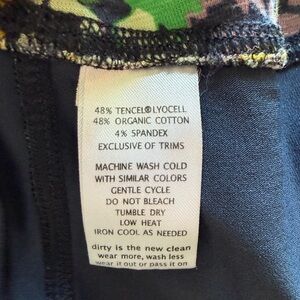 48% TENCEL®LYOCELL
48% ORGANIC COTTON
4% SPANDEX
EXCLUSIVE OF TRIMS
MACHINE WASH COLD
WITH SIMILAR COLORS
GENTLE CYCLE
DO NOT BLEACH
TUMBLE DRY
LOW HEAT
IRON COOL AS NEEDED
dirty is the new clean
wear more, wash less
wear it out or pass it on